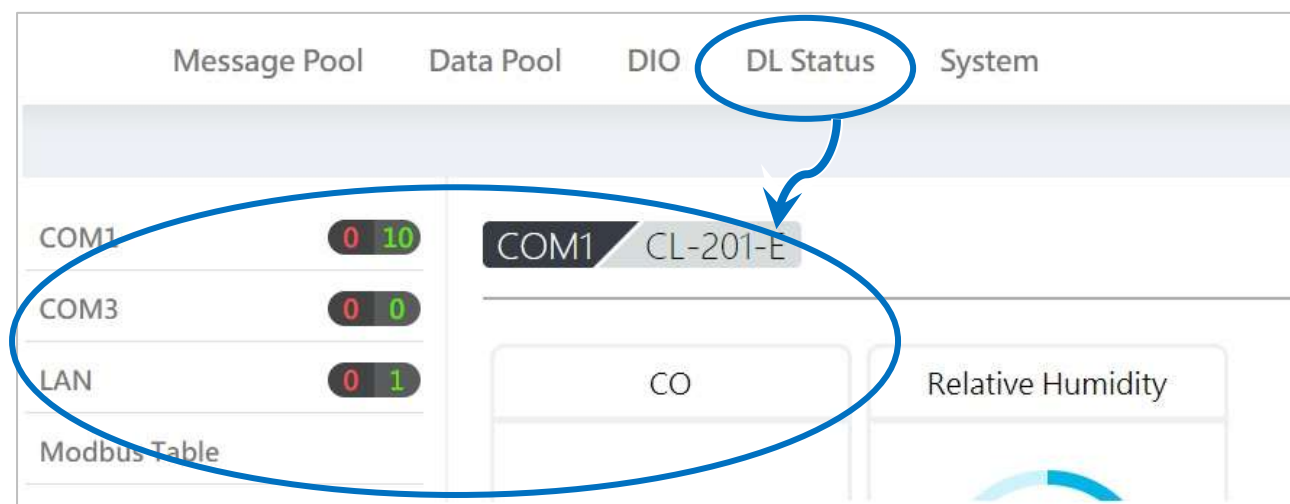 Message Pool Data Pool DIO DL Status System
COM1 0 10
COM3 0 0
LAN 0 1
Modbus Table
COM1 CL-201-E
CO Relative Humidity